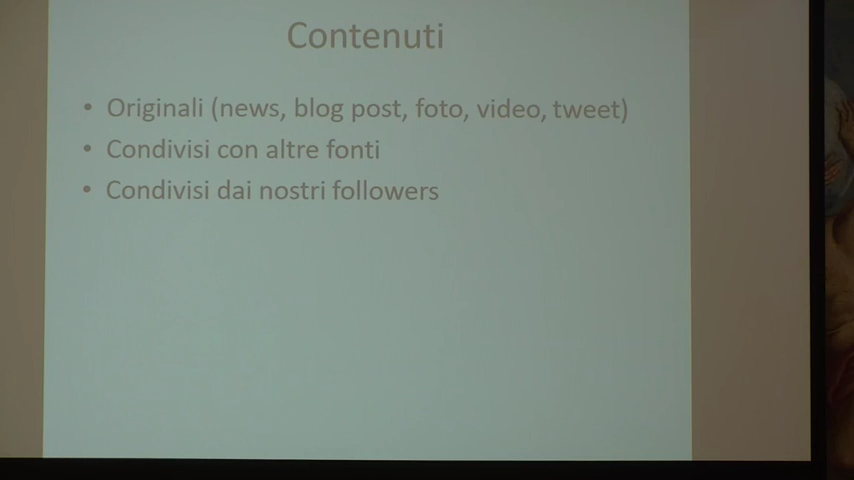 Contenuti
• Originali (news, blog post, foto, video, tweet)
• Condivisi con altre fonti
• Condivisi dai nostri followers